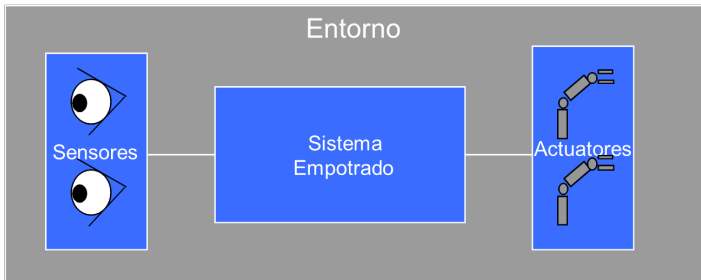 Entorno
Sensores
Sistema
Empotrado
Actuatores